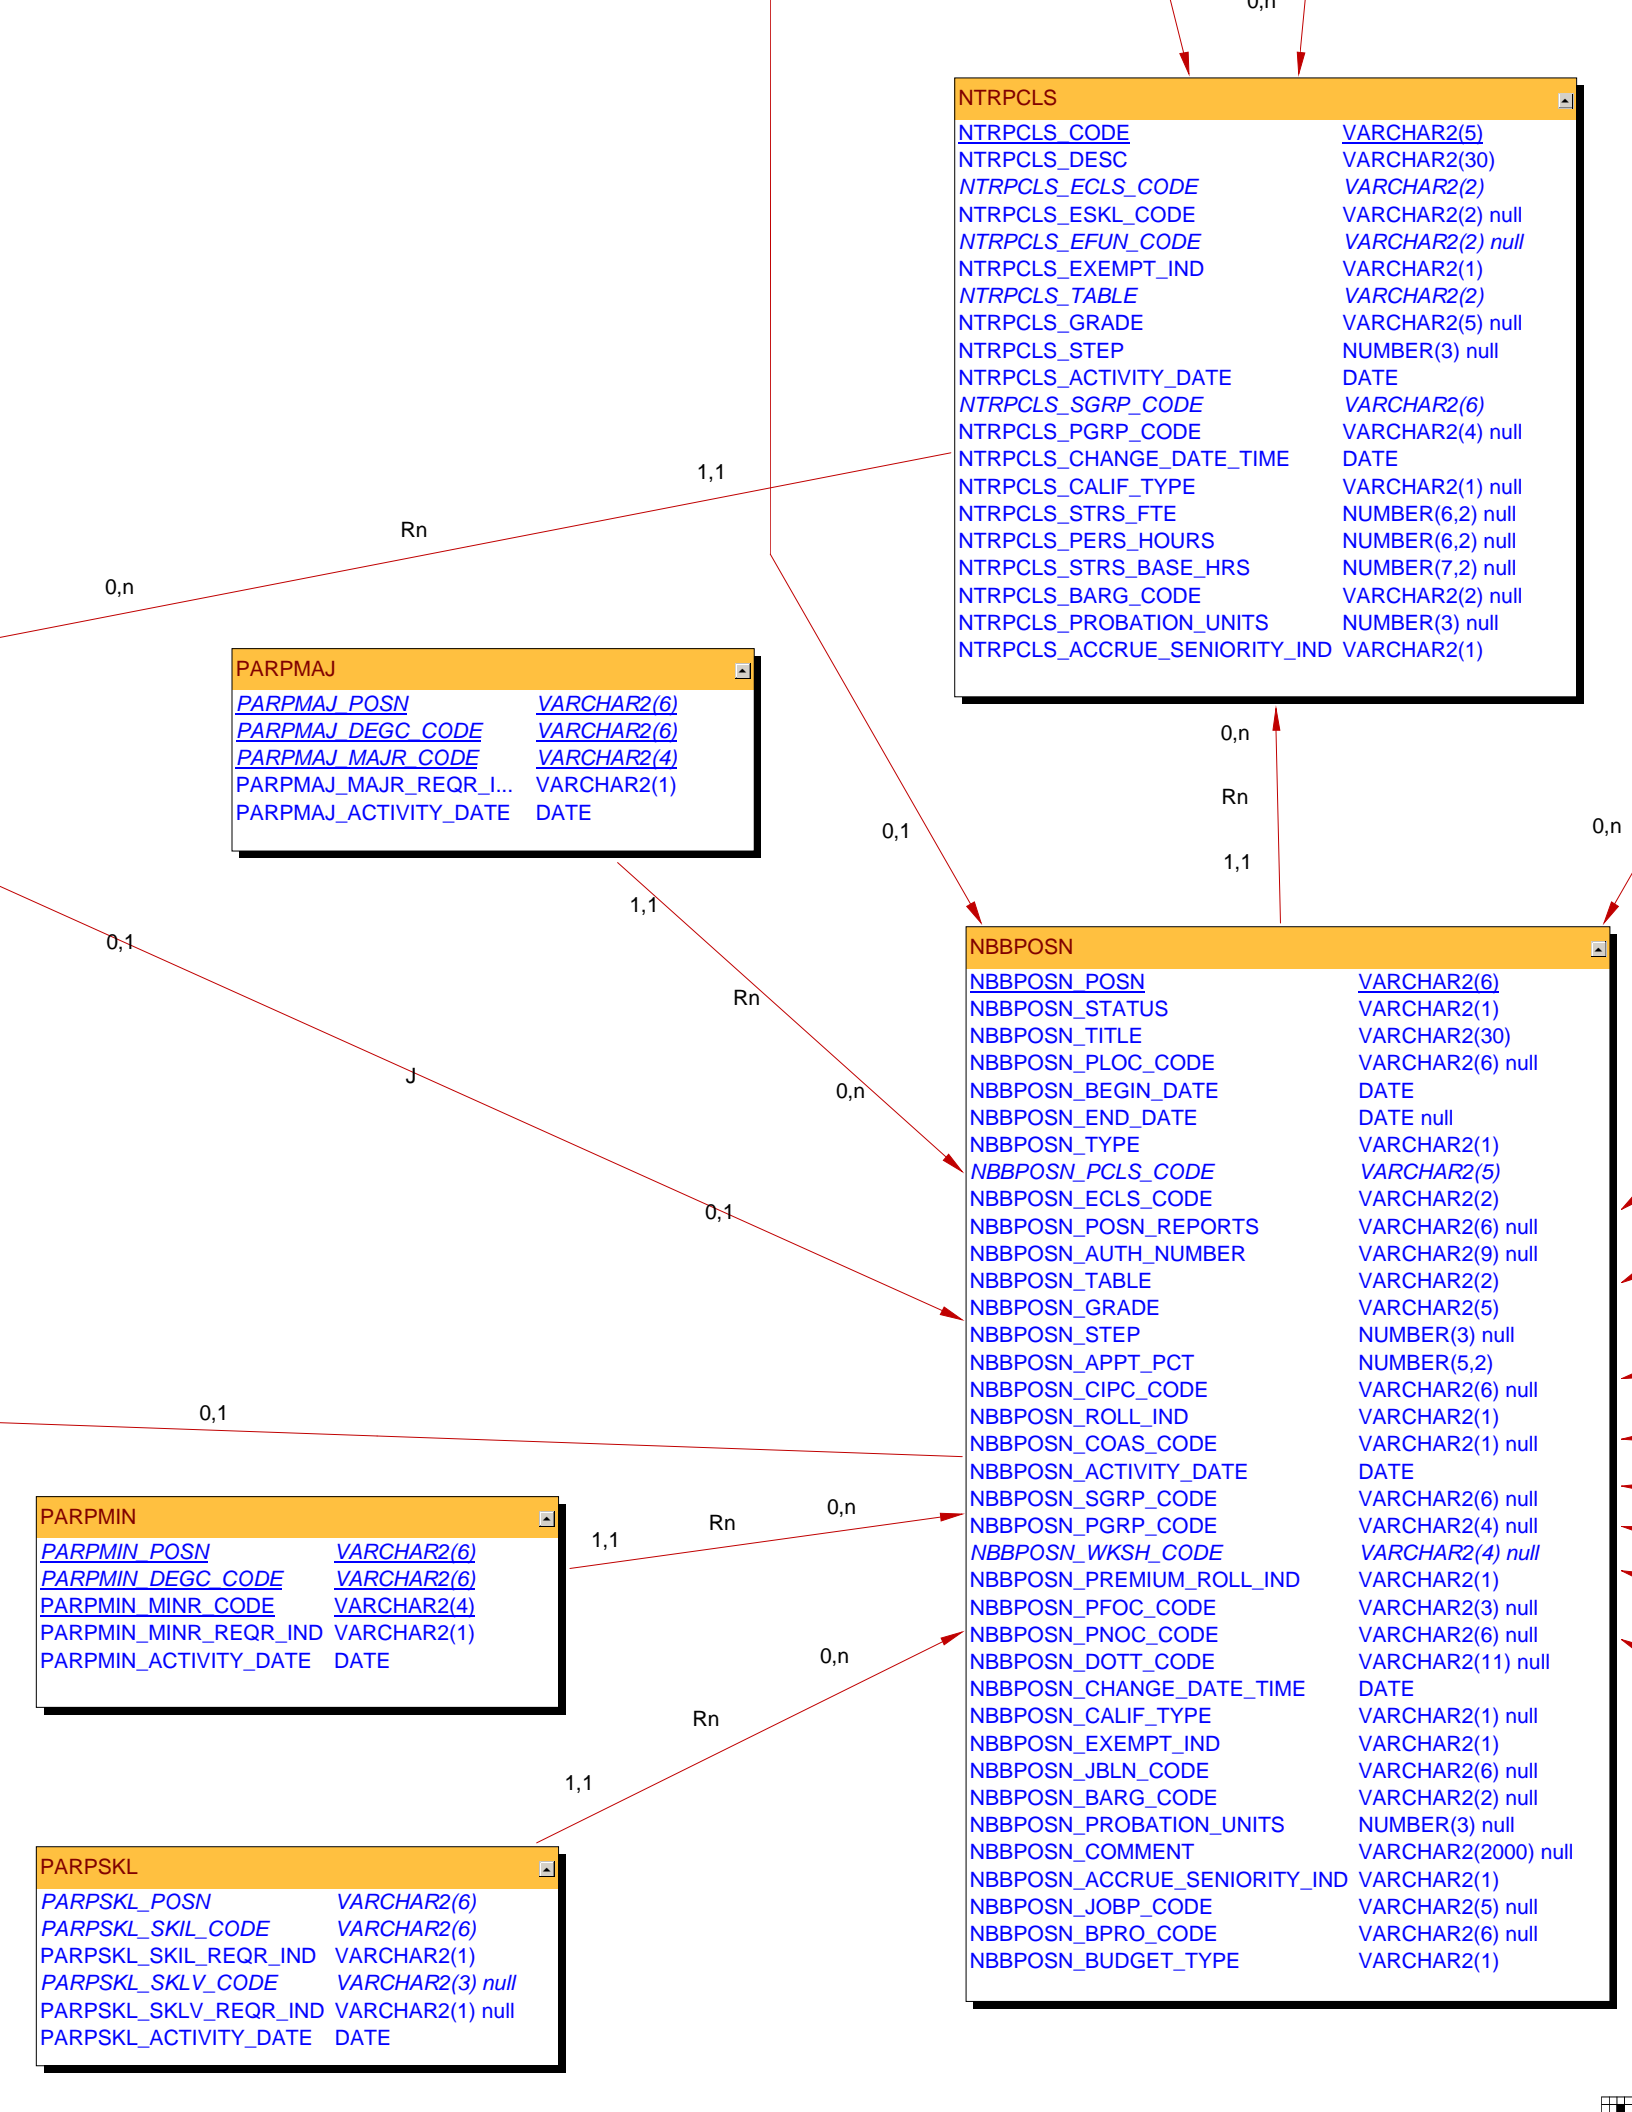 0,n
NTRPCLS
NTRPCLS_CODE VARCHAR2(5)
NTRPCLS_DESC VARCHAR2(30)
NTRPCLS_ECLS_CODE VARCHAR2(2)
NTRPCLS_ESKL_CODE VARCHAR2(2) null
NTRPCLS_EFUN_CODE VARCHAR2(2) null
NTRPCLS_EXEMPT_IND VARCHAR2(1)
NTRPCLS_TABLE VARCHAR2(2)
NTRPCLS_GRADE VARCHAR2(5) null
NTRPCLS_STEP NUMBER(3) null
NTRPCLS_ACTIVITY_DATE DATE
NTRPCLS_SGRP_CODE VARCHAR2(6)
NTRPCLS_PGRP_CODE VARCHAR2(4) null
NTRPCLS_CHANGE_DATE_TIME DATE
NTRPCLS_CALIF_TYPE VARCHAR2(1) null
NTRPCLS_STRS_FTE NUMBER(6,2) null
NTRPCLS_PERS_HOURS NUMBER(6,2) null
NTRPCLS_STRS_BASE_HRS NUMBER(7,2) null
NTRPCLS_BARG_CODE VARCHAR2(2) null
NTRPCLS_PROBATION_UNITS NUMBER(3) null
NTRPCLS_ACCRUE_SENIORITY_IND VARCHAR2(1)
1,1
Rn
0,n
PARPMAJ
PARPMAJ_POSN VARCHAR2(6)
PARPMAJ_DEGC_CODE VARCHAR2(6)
PARPMAJ_MAJR_CODE VARCHAR2(4)
PARPMAJ_MAJR_REQR_I... VARCHAR2(1)
PARPMAJ_ACTIVITY_DATE DATE
0,n
Rn
1,1
0,1
0,n
1,1
Rn
0,n
0,1
J
0,1
0,1
NBBPOSN
NBBPOSN_POSN VARCHAR2(6)
NBBPOSN_STATUS VARCHAR2(1)
NBBPOSN_TITLE VARCHAR2(30)
NBBPOSN_PLOC_CODE VARCHAR2(6) null
NBBPOSN_BEGIN_DATE DATE
NBBPOSN_END_DATE DATE null
NBBPOSN_TYPE VARCHAR2(1)
NBBPOSN_PCLS_CODE VARCHAR2(5)
NBBPOSN_ECLS_CODE VARCHAR2(2)
NBBPOSN_POSN_REPORTS VARCHAR2(6) null
NBBPOSN_AUTH_NUMBER VARCHAR2(9) null
NBBPOSN_TABLE VARCHAR2(2)
NBBPOSN_GRADE VARCHAR2(5)
NBBPOSN_STEP NUMBER(3) null
NBBPOSN_APPT_PCT NUMBER(5,2)
NBBPOSN_CIPC_CODE VARCHAR2(6) null
NBBPOSN_ROLL_IND VARCHAR2(1)
NBBPOSN_COAS_CODE VARCHAR2(1) null
NBBPOSN_ACTIVITY_DATE DATE
NBBPOSN_SGRP_CODE VARCHAR2(6) null
NBBPOSN_PGRP_CODE VARCHAR2(4) null
NBBPOSN_WKSH_CODE VARCHAR2(4) null
NBBPOSN_PREMIUM_ROLL_IND VARCHAR2(1)
NBBPOSN_PFOC_CODE VARCHAR2(3) null
NBBPOSN_PNOC_CODE VARCHAR2(6) null
NBBPOSN_DOTT_CODE VARCHAR2(11) null
NBBPOSN_CHANGE_DATE_TIME DATE
NBBPOSN_CALIF_TYPE VARCHAR2(1) null
NBBPOSN_EXEMPT_IND VARCHAR2(1)
NBBPOSN_JBLN_CODE VARCHAR2(6) null
NBBPOSN_BARG_CODE VARCHAR2(2) null
NBBPOSN_PROBATION_UNITS NUMBER(3) null
NBBPOSN_COMMENT VARCHAR2(2000) null
NBBPOSN_ACCRUE_SENIORITY_IND VARCHAR2(1)
NBBPOSN_JOBP_CODE VARCHAR2(5) null
NBBPOSN_BPRO_CODE VARCHAR2(6) null
NBBPOSN_BUDGET_TYPE VARCHAR2(1)
PARPMIN
PARPMIN_POSN VARCHAR2(6)
PARPMIN_DEGC_CODE VARCHAR2(6)
PARPMIN_MINR_CODE VARCHAR2(4)
PARPMIN_MINR_REQR_IND VARCHAR2(1)
PARPMIN_ACTIVITY_DATE DATE
1,1
Rn
0,n
0,n
Rn
1,1
PARPSKL
PARPSKL_POSN VARCHAR2(6)
PARPSKL_SKIL_CODE VARCHAR2(6)
PARPSKL_SKIL_REQR_IND VARCHAR2(1)
PARPSKL_SKLV_CODE VARCHAR2(3) null
PARPSKL_SKLV_REQR_IND VARCHAR2(1) null
PARPSKL_ACTIVITY_DATE DATE